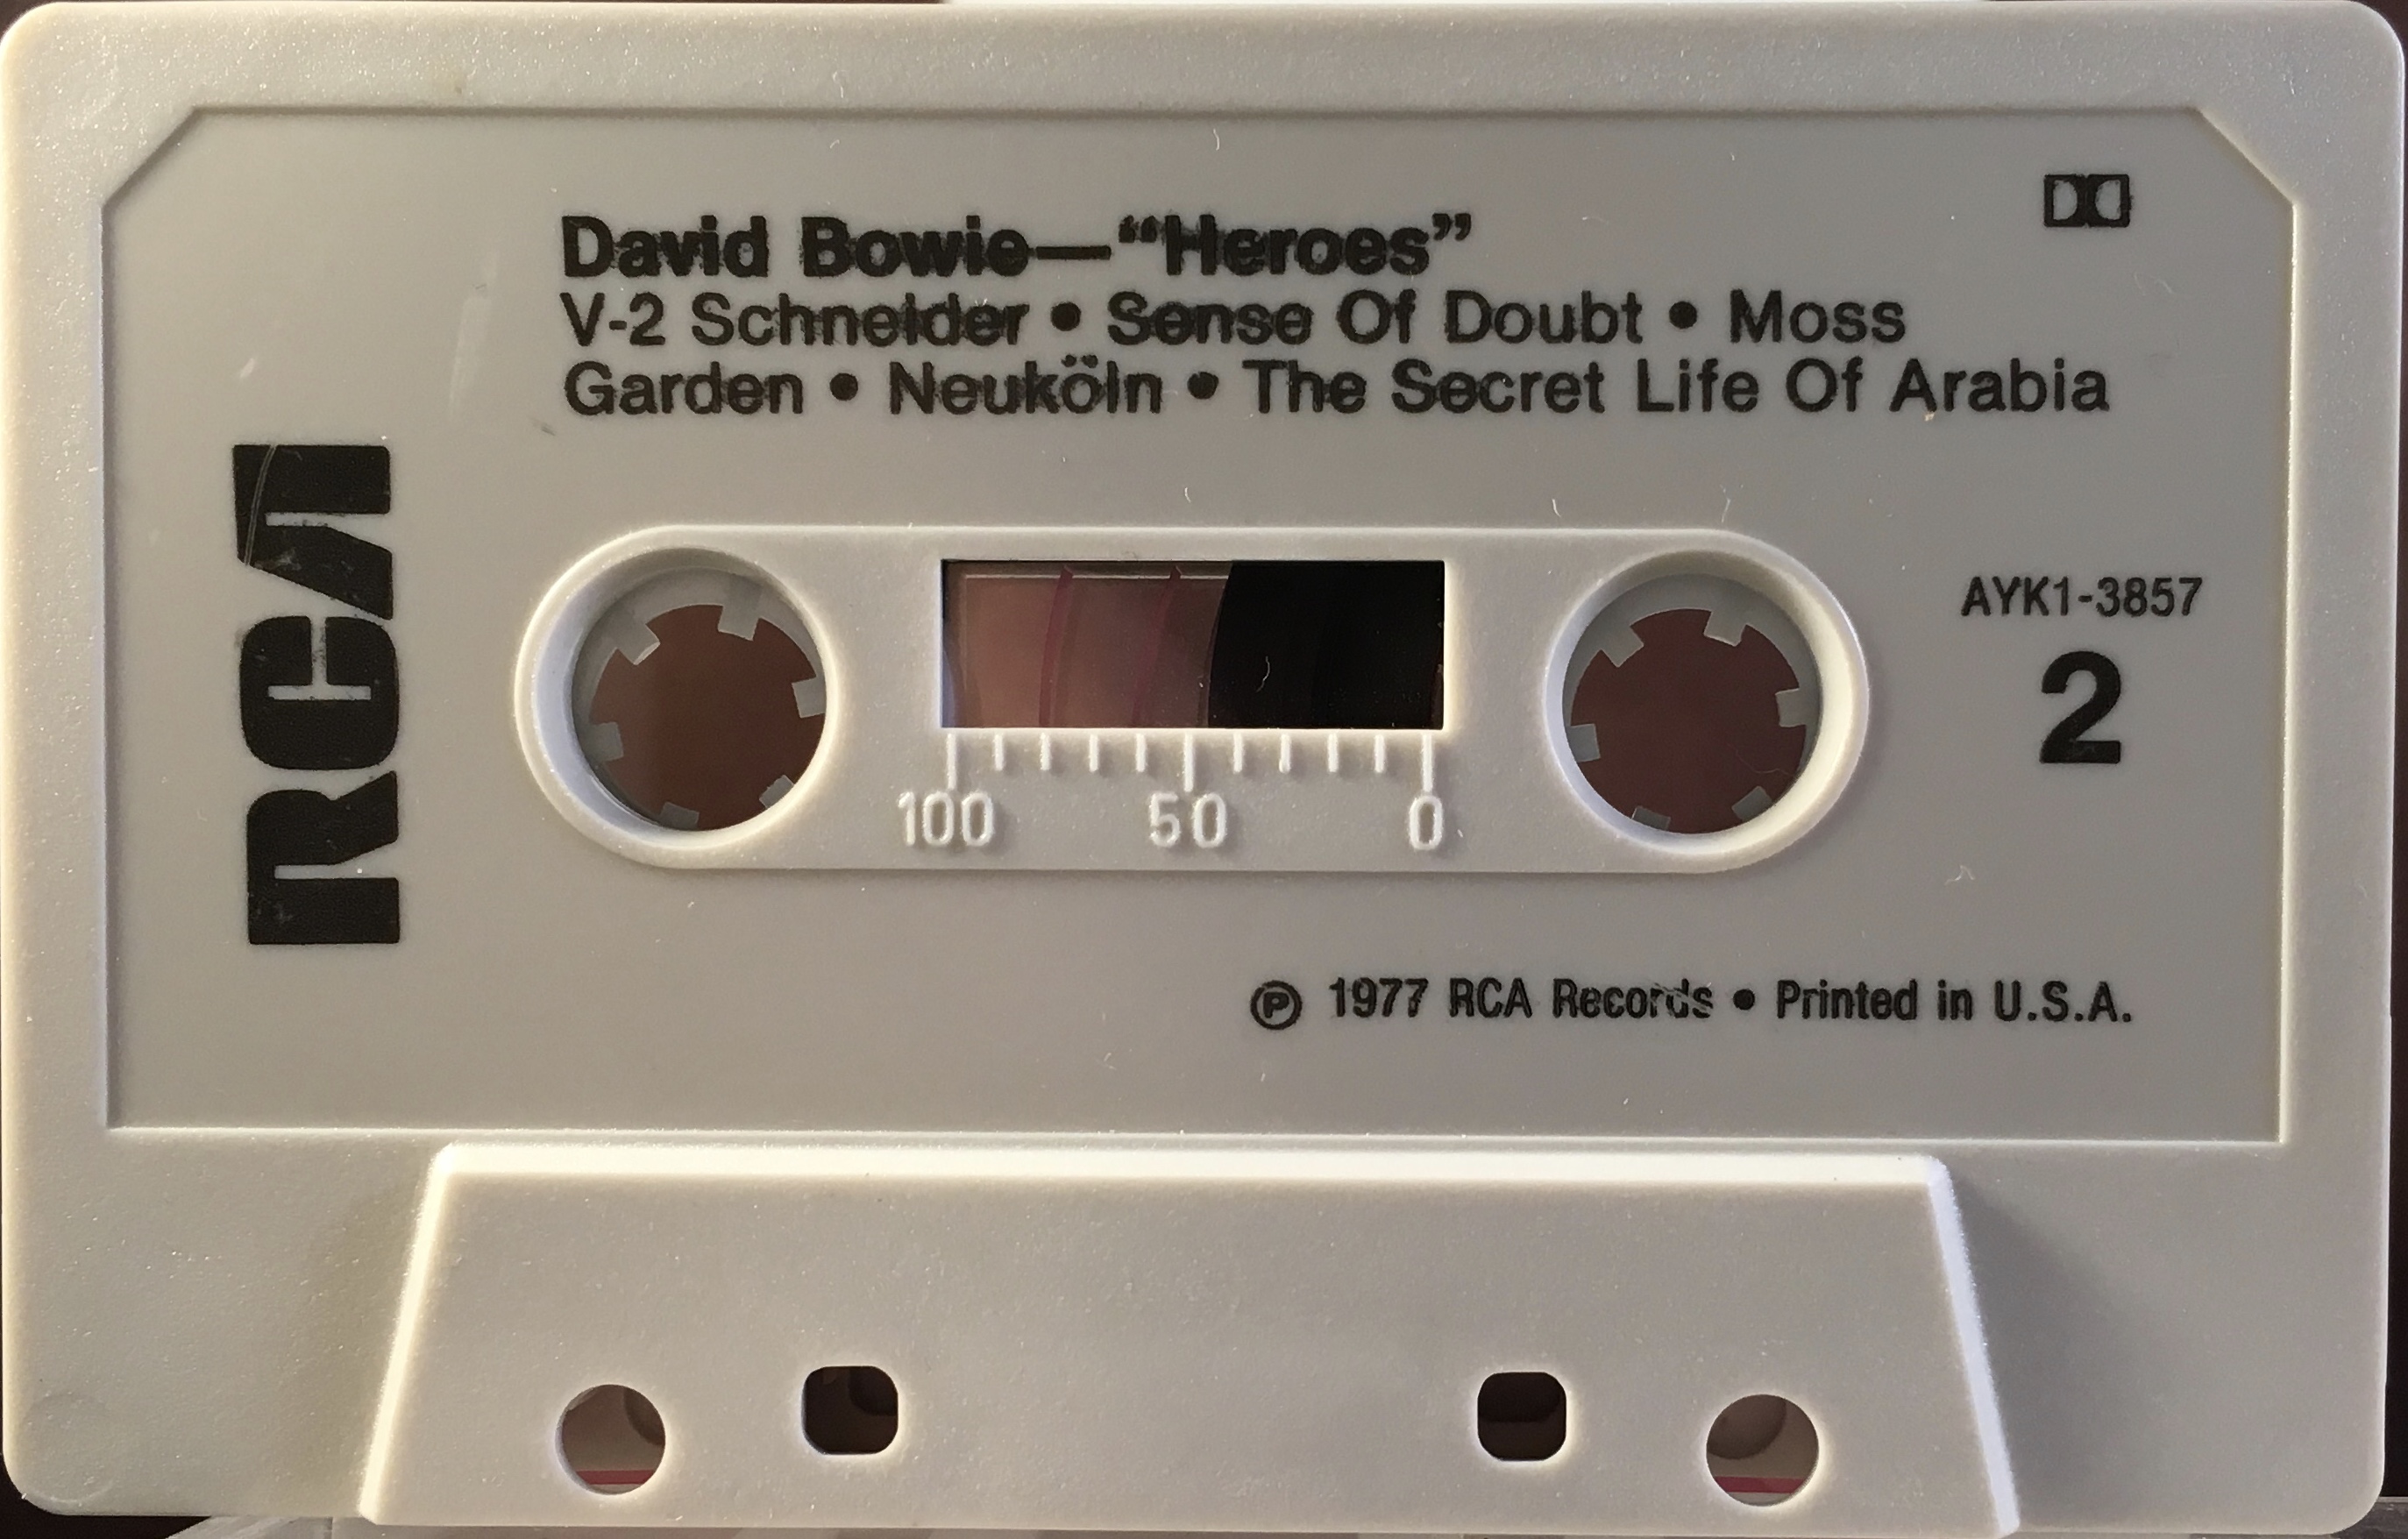 David Bowie—“Heroes”
V-2 Schneider • Sense Of Doubt • Moss
Garden • Neuköln • The Secret Life Of Arabia
RCA
AYK1-3857
2
100 50 0
℗ 1977 RCA Records • Printed in U.S.A.